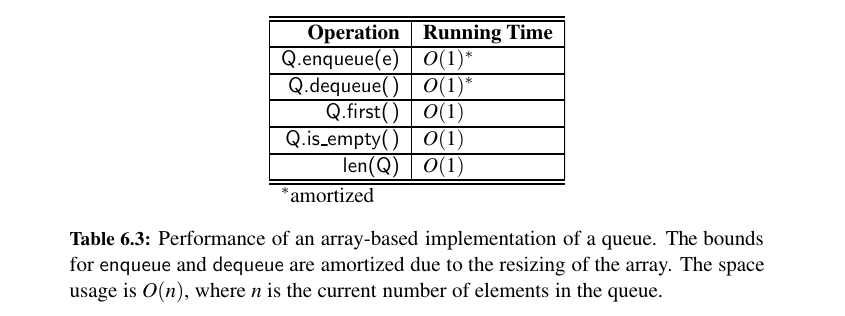 Operation Running Time
Q.enqueue(e) O(1)*
Q.dequeue( ) O(1)*
Q.first( ) O(1)
Q.is_empty( ) O(1)
len(Q) O(1)
*amortized
Table 6.3: Performance of an array-based implementation of a queue. The bounds
for enqueue and dequeue are amortized due to the resizing of the array. The space
usage is O(n), where n is the current number of elements in the queue.